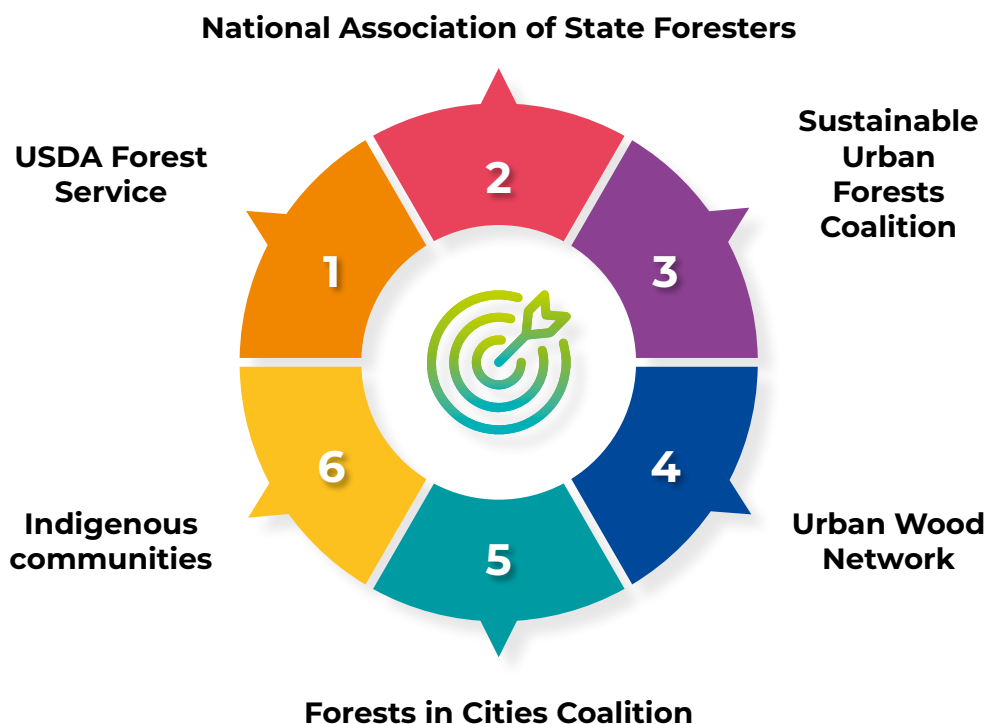 National Association of State Foresters
USDA Forest
Service
Sustainable
Urban
Forests
Coalition
2
1
3
6
4
5
Indigenous
communities
Urban Wood
Network
Forests in Cities Coalition